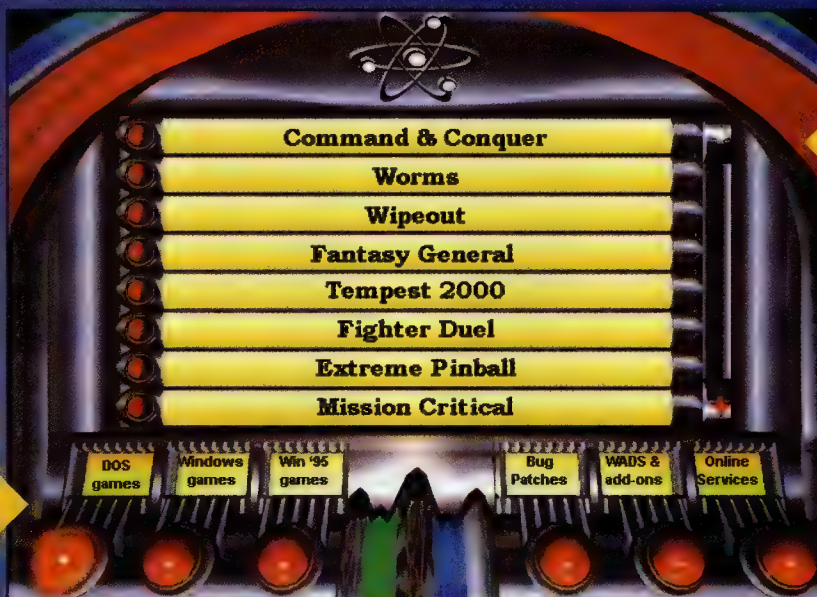 Command & Conquer
Worms
Wipeout
Fantasy General
Tempest 2000
Fighter Duel
Extreme Pinball
Mission Critical
DOS games
Windows games
Win '95 games
Bug Patches
WADS & add-ons
Online Services